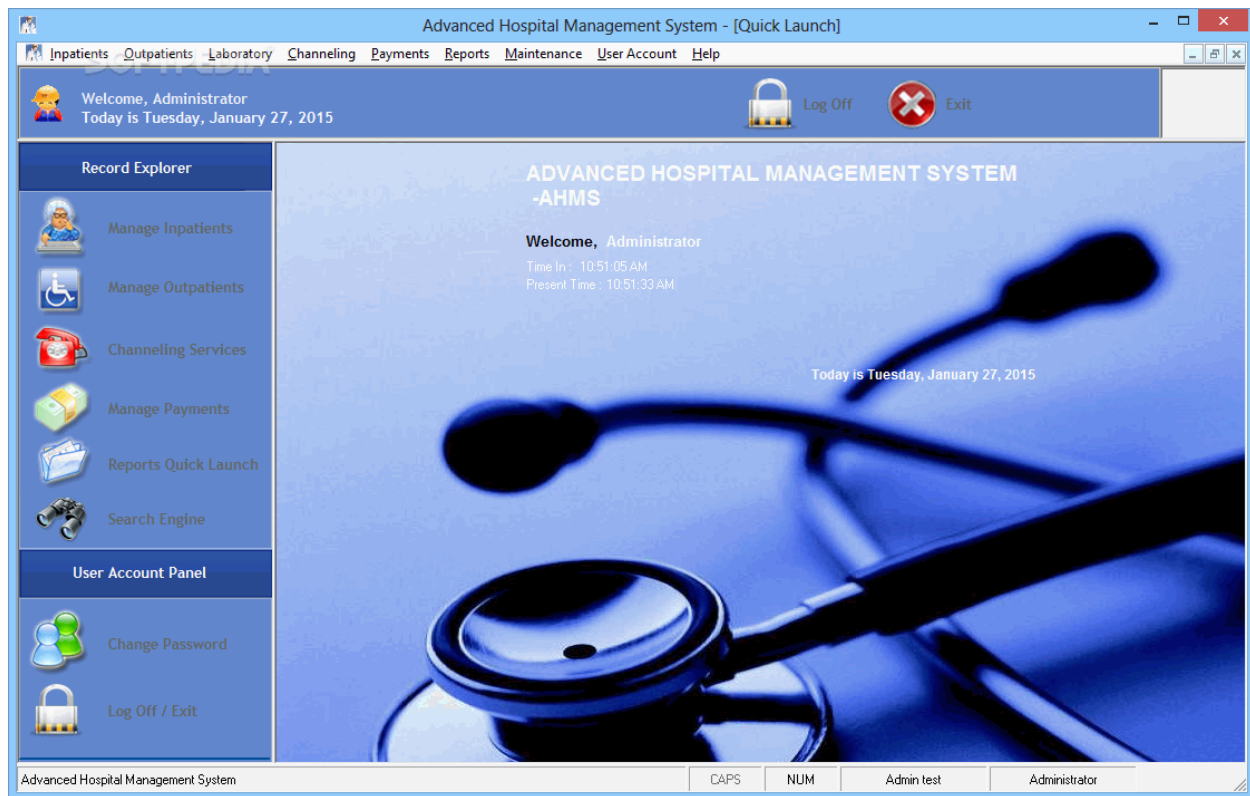 Advanced Hospital Management System - [Quick Launch]
Inpatients Outpatients Laboratory Channeling Payments Reports Maintenance User Account Help
SOFTPEDIA
Welcome, Administrator
Today is Tuesday, January 27, 2015
Log Off
Exit
Record Explorer
Manage Inpatients
Manage Outpatients
Channeling Services
Manage Payments
Reports Quick Launch
Search Engine
User Account Panel
Change Password
Log Off / Exit
ADVANCED HOSPITAL MANAGEMENT SYSTEM
-AHMS
Welcome, Administrator
Time In : 10:51:05 AM
Present Time : 10:51:33 AM
Today is Tuesday, January 27, 2015
Advanced Hospital Management System CAPS NUM Admin test Administrator